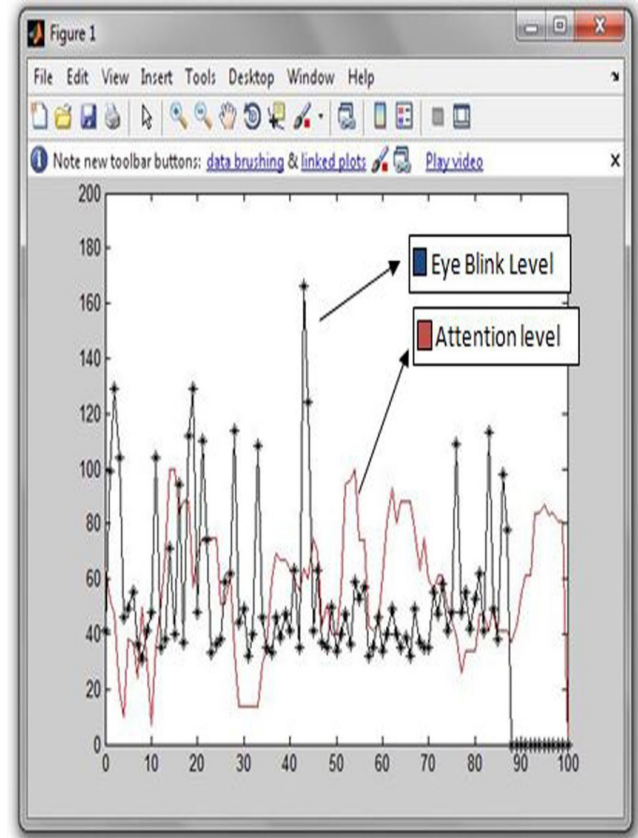 Figure 1
File Edit View Insert Tools Desktop Window Help
Note new toolbar buttons: data brushing & linked plots Play video
200
180
160
140
120
100
80
60
40
20
0
Eye Blink Level
Attention level
0 10 20 30 40 50 60 70 80 90 100